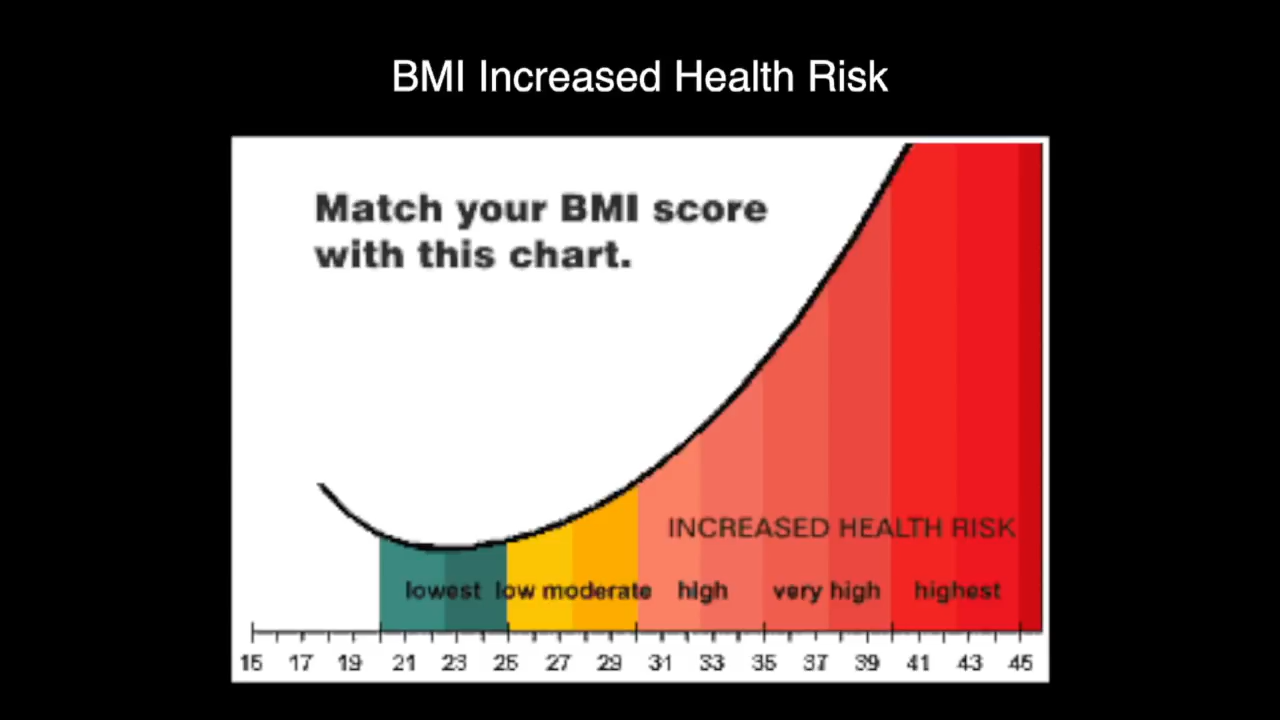 BMI Increased Health Risk
Match your BMI score
with this chart.
INCREASED HEALTH RISK
lowest low moderate high very high highest
15 17 19 21 23 25 27 29 31 33 35 37 39 41 43 45